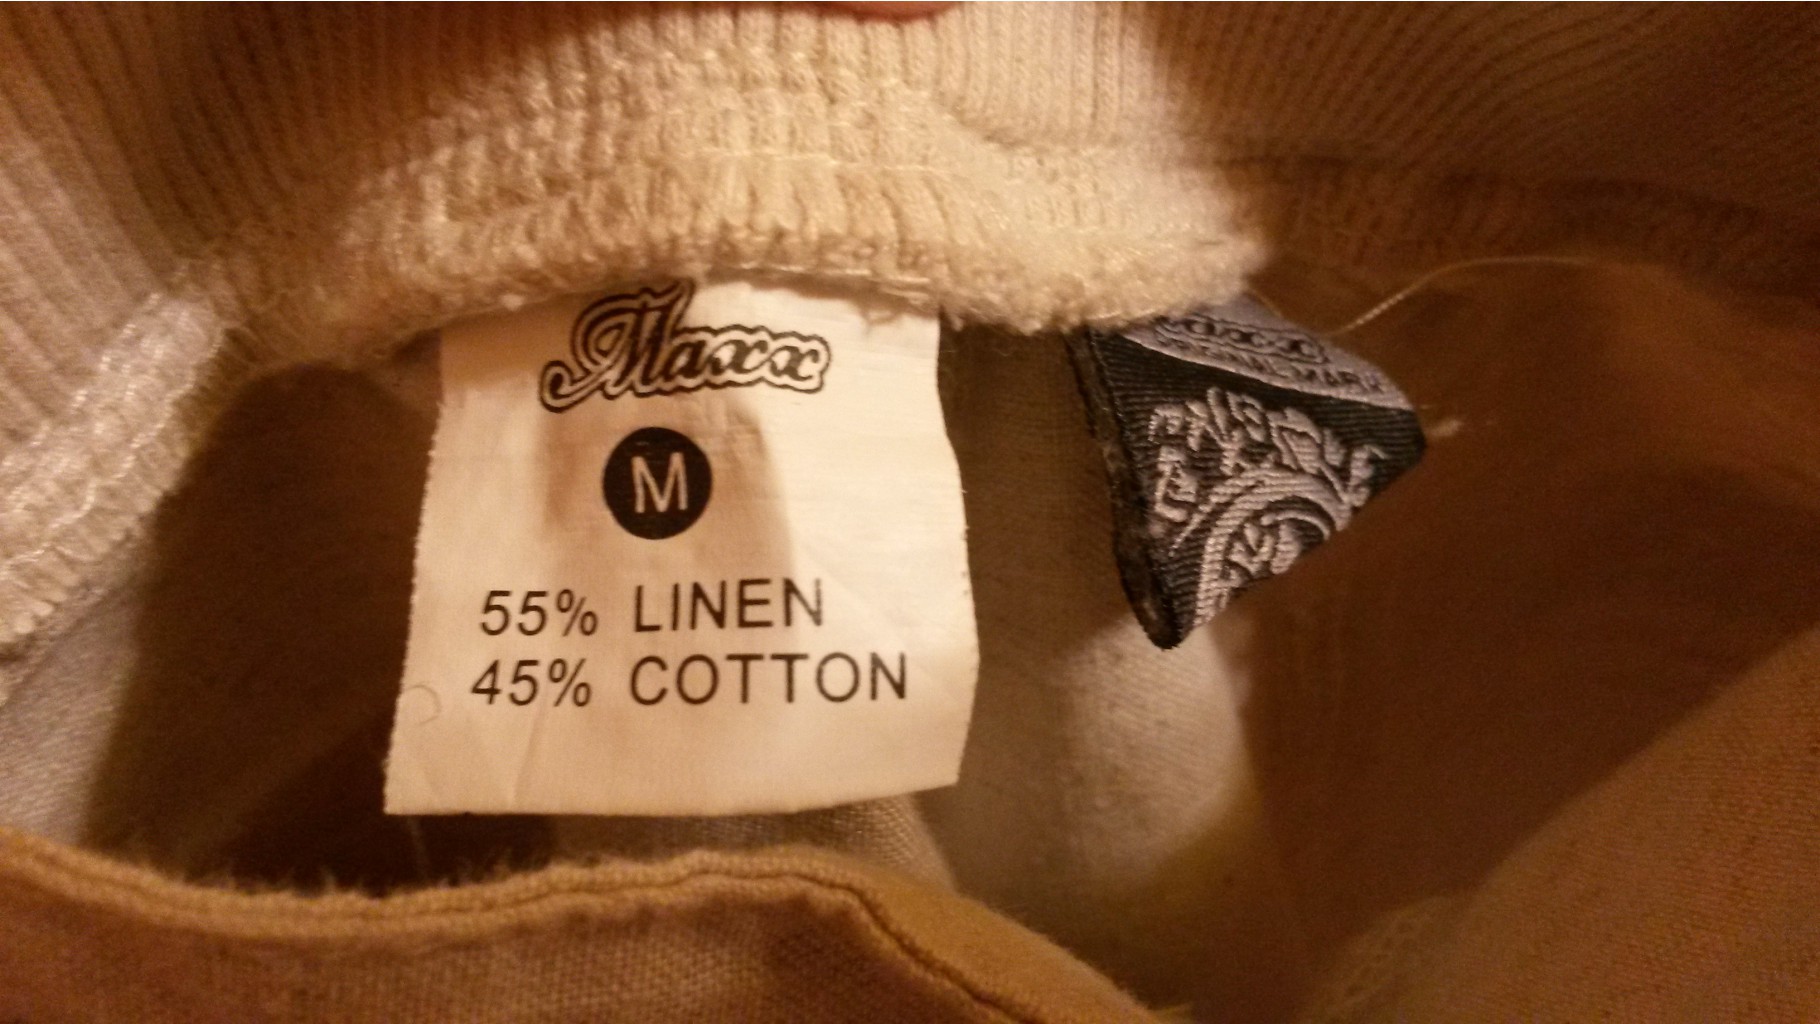 Maxx
M
55% LINEN
45% COTTON